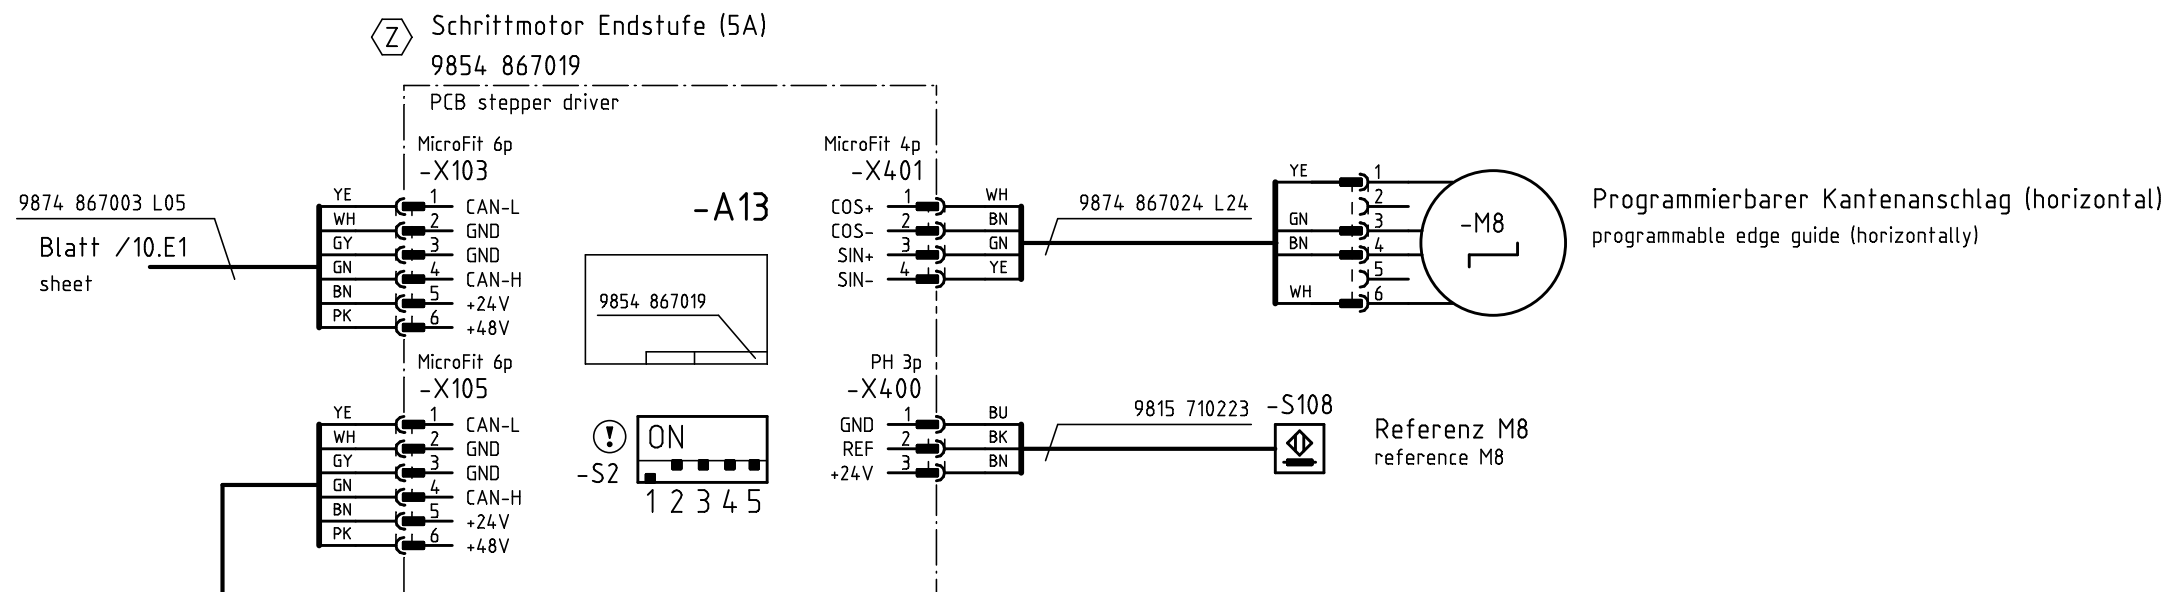 Z
Schrittmotor Endstufe (5A)
9854 867019
PCB stepper driver
MicroFit 6p
-X103
9874 867003 L05
Blatt /10.E1
sheet
YE 1 CAN-L
WH 2 GND
GY 3 GND
GN 4 CAN-H
BN 5 +24V
PK 6 +48V
MicroFit 6p
-X105
YE 1 CAN-L
WH 2 GND
GY 3 GND
GN 4 CAN-H
BN 5 +24V
PK 6 +48V
-A13
9854 867019
!
-S2
ON
1 2 3 4 5
MicroFit 4p
-X401
COS+ 1 WH
COS- 2 BN
SIN+ 3 GN
SIN- 4 YE
9874 867024 L24
YE 1
2
GN 3
BN 4
5
WH 6
-M8
Programmierbarer Kantenanschlag (horizontal)
programmable edge guide (horizontally)
PH 3p
-X400
GND 1 BU
REF 2 BK
+24V 3 BN
9815 710223
-S108
Referenz M8
reference M8